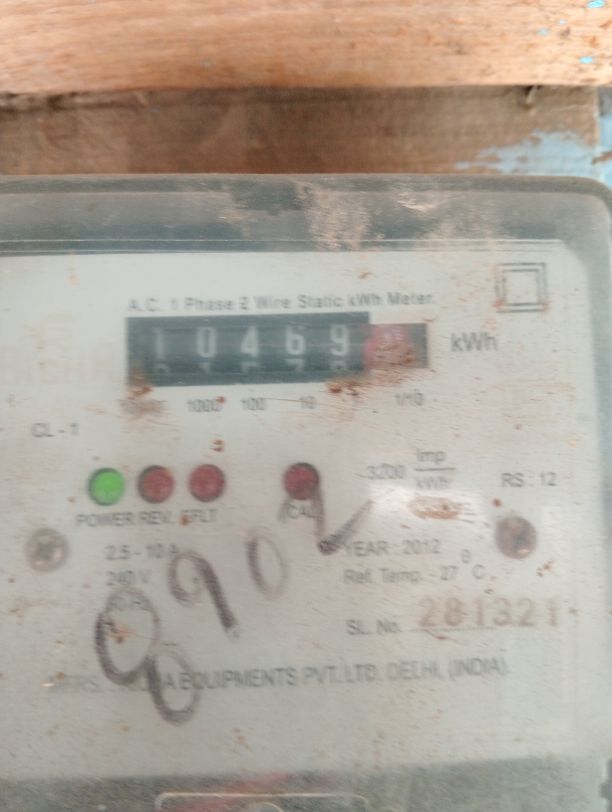 A.C. 1 Phase 2 Wire Static kWh Meter.
10469 kWh
1000 100 10 1/10
CL - 1
3200 imp/kWh
RS : 12
POWER REV. EFLT CAL
2.5 - 10 A
YEAR : 2012
240 V
Ref. Temp. - 27 °C
SL. No. 281321
EQUIPMENTS PVT. LTD. DELHI, (INDIA)